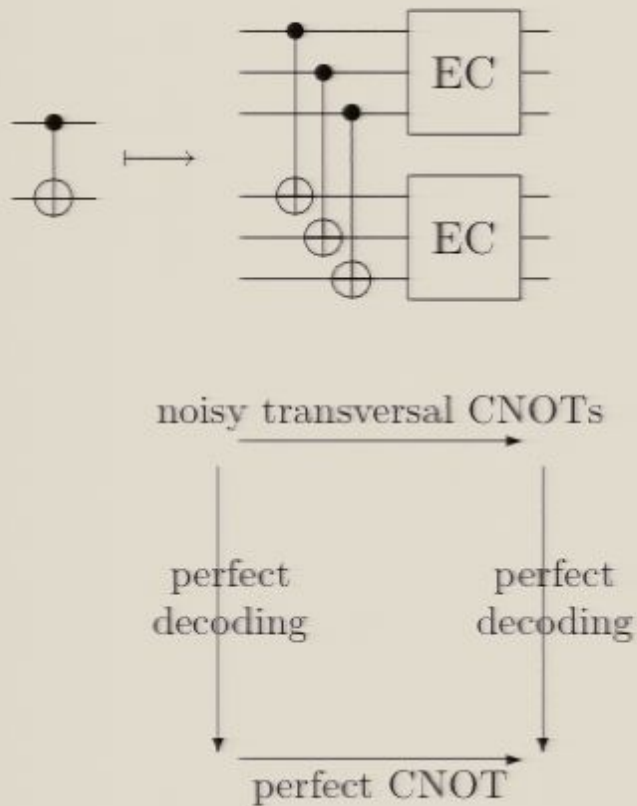 EC
EC
noisy transversal CNOTs
perfect
decoding
perfect
decoding
perfect CNOT